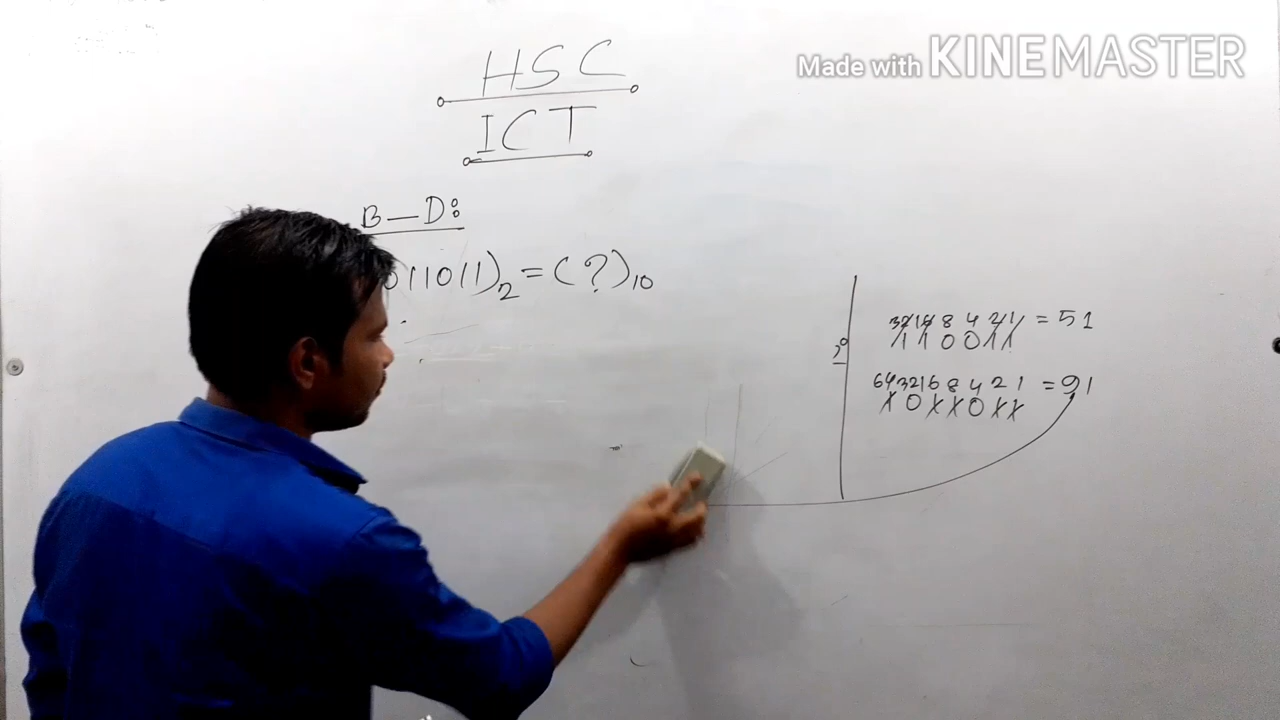 Made with KINEMASTER
HSC
ICT
B — D:
011011)₂ = (?)₁₀
32 16 8 4 2 1 = 51
1 1 0 0 1 1
64 32 16 8 4 2 1 = 91
1 0 1 1 0 1 1